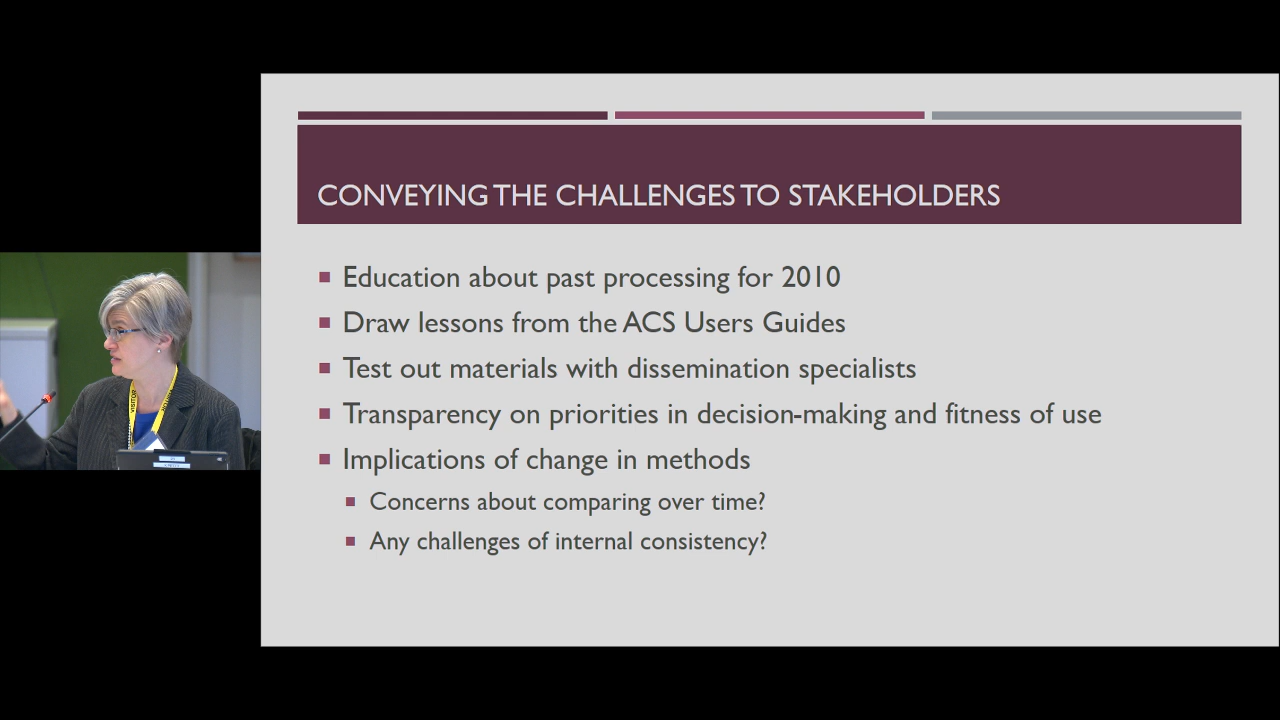 CONVEYING THE CHALLENGES TO STAKEHOLDERS
Education about past processing for 2010
Draw lessons from the ACS Users Guides
Test out materials with dissemination specialists
Transparency on priorities in decision-making and fitness of use
Implications of change in methods
Concerns about comparing over time?
Any challenges of internal consistency?
VISITOR